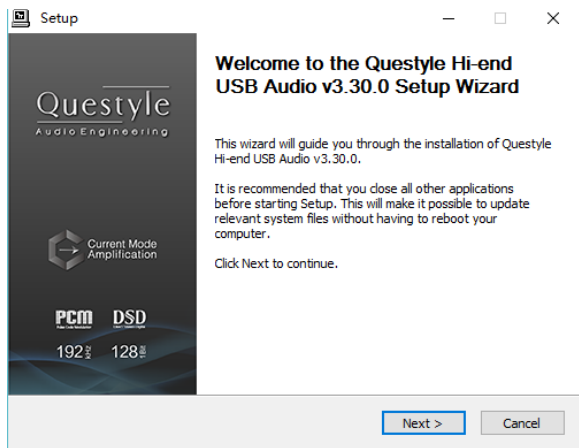 Setup
Questyle
Audio Engineering
Current Mode
Amplification
PCM DSD
192 kHz 128
Welcome to the Questyle Hi-end
USB Audio v3.30.0 Setup Wizard
This wizard will guide you through the installation of Questyle
Hi-end USB Audio v3.30.0.
It is recommended that you close all other applications
before starting Setup. This will make it possible to update
relevant system files without having to reboot your
computer.
Click Next to continue.
Next >
Cancel